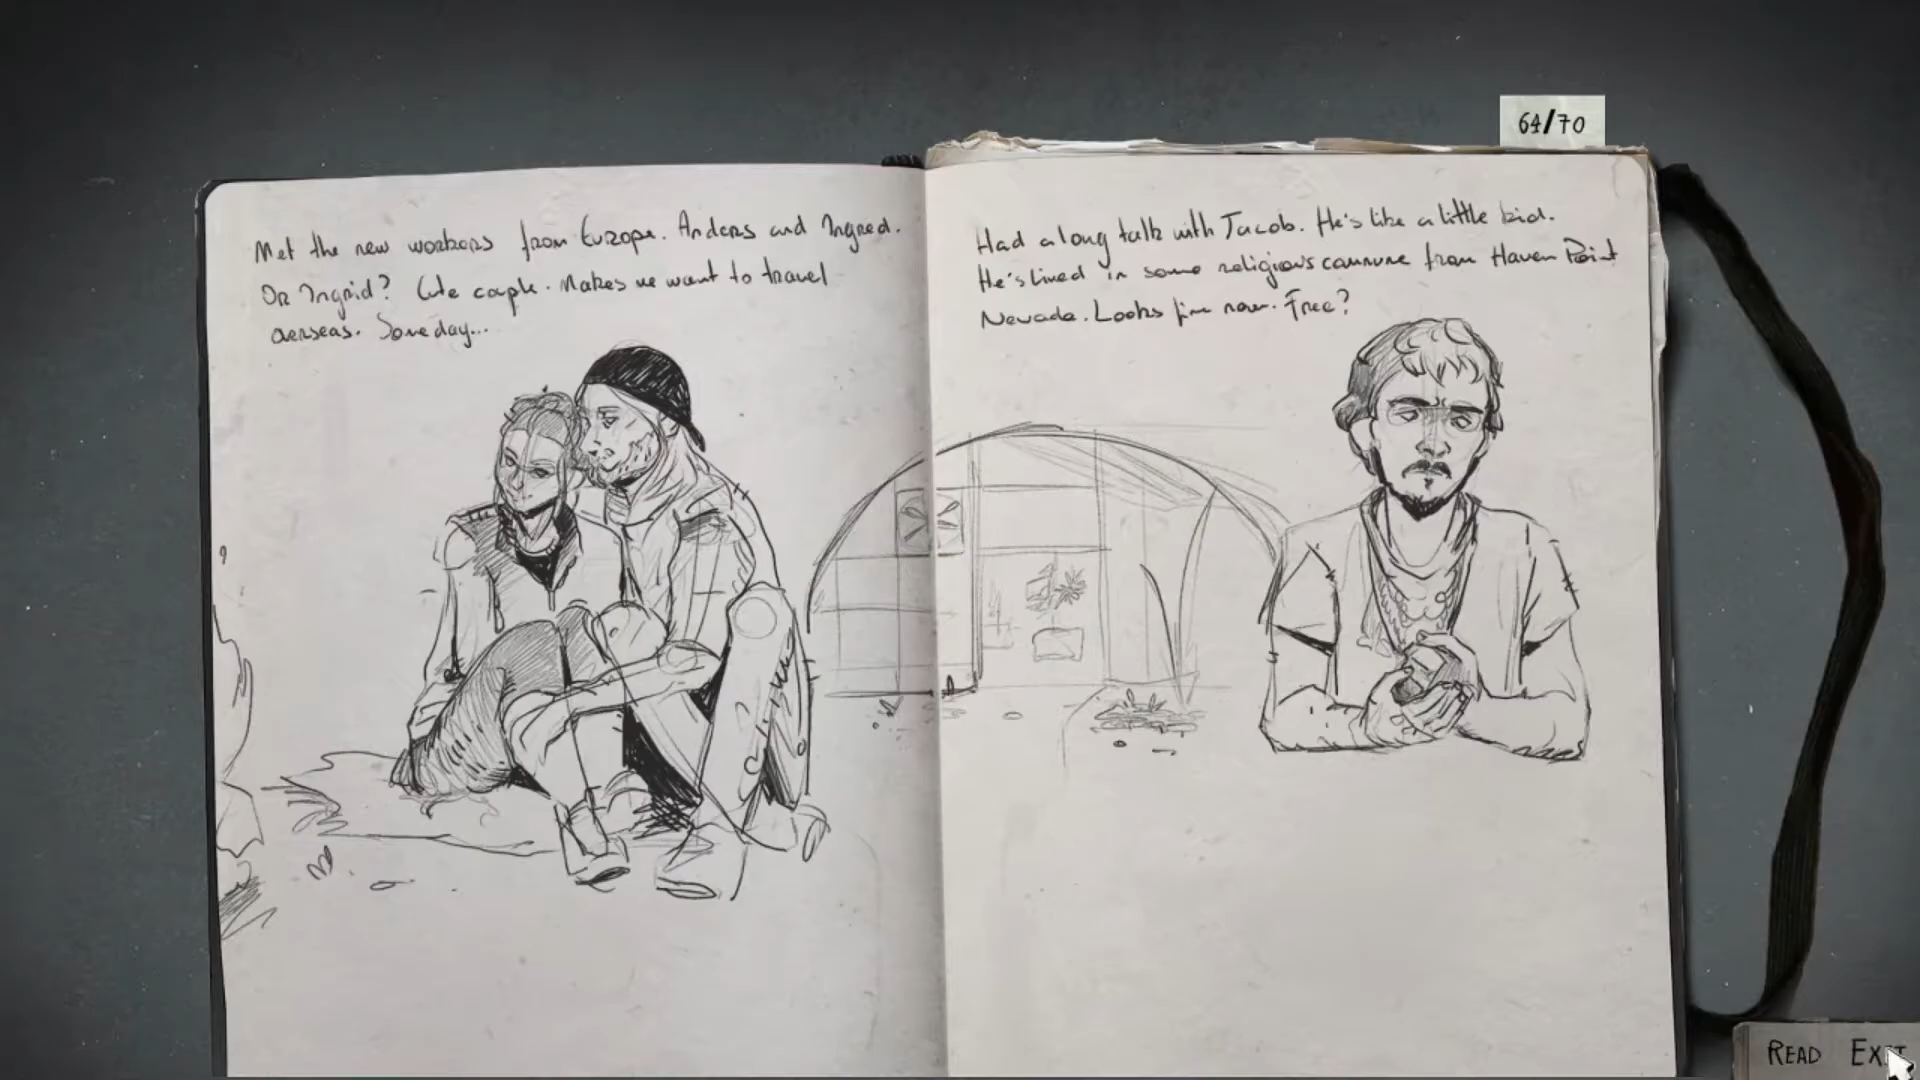 64/70
Met the new workers from Europe. Anders and Ingred.
Or Ingrid? Cute couple. Makes me want to travel
overseas. Someday...
Had a long talk with Jacob. He's like a little kid.
He's lived in some religious commune from Haven Point
Nevada. Looks fine now. Free?
READ EXIT